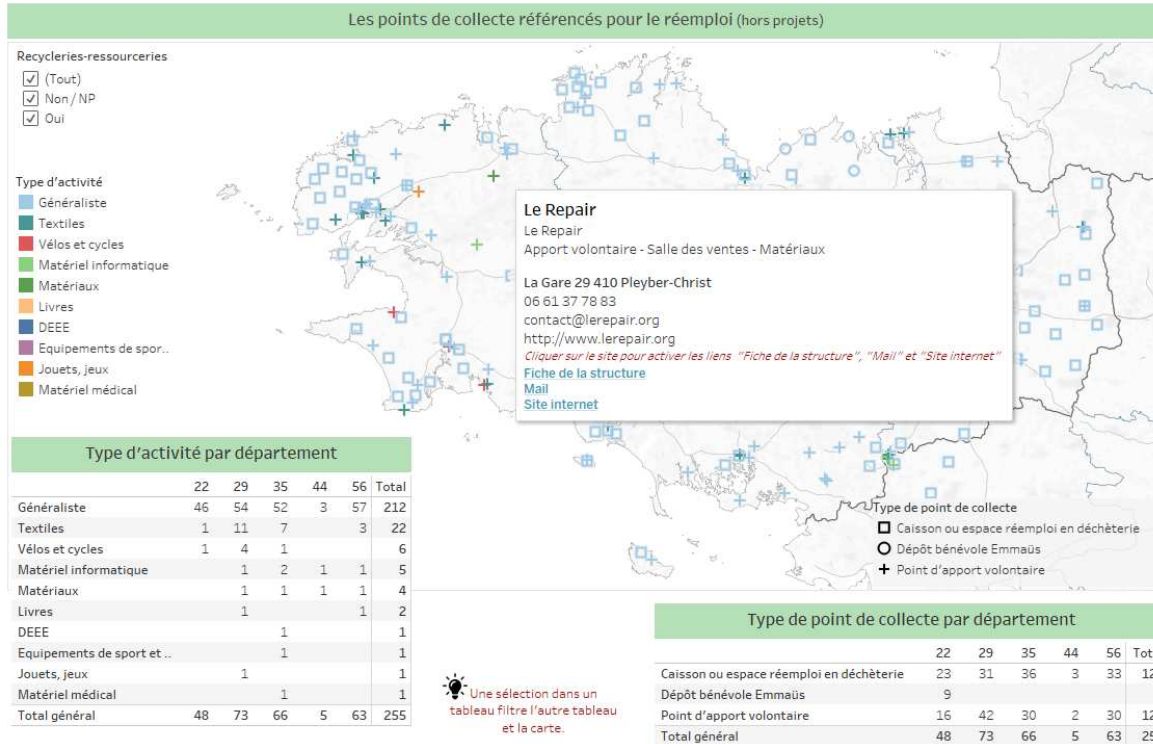 Les points de collecte référencés pour le réemploi (hors projets)
Recycleries-ressourceries
(Tout)
Non / NP
Oui
Type d'activité
Généraliste
Textiles
Vélos et cycles
Matériel informatique
Matériaux
Livres
DEEE
Equipements de spor..
Jouets, jeux
Matériel médical
Le Repair
Le Repair
Apport volontaire - Salle des ventes - Matériaux
La Gare 29 410 Pleyber-Christ
06 61 37 78 83
contact@lerepair.org
http://www.lerepair.org
Cliquer sur le site pour activer les liens "Fiche de la structure", "Mail" et "Site internet"
Fiche de la structure
Mail
Site internet
Type de point de collecte
Caisson ou espace réemploi en déchèterie
Dépôt bénévole Emmaüs
Point d'apport volontaire
Type d'activité par département
22 29 35 44 56 Total
Généraliste 46 54 52 3 57 212
Textiles 1 11 7 3 22
Vélos et cycles 1 4 1 6
Matériel informatique 1 2 1 1 5
Matériaux 1 1 1 1 4
Livres 1 1 2
DEEE 1 1
Equipements de sport et .. 1 1
Jouets, jeux 1 1
Matériel médical 1 1
Total général 48 73 66 5 63 255
Une sélection dans un
tableau filtre l'autre tableau
et la carte.
Type de point de collecte par département
22 29 35 44 56 Tot
Caisson ou espace réemploi en déchèterie 23 31 36 3 33 12
Dépôt bénévole Emmaüs 9
Point d'apport volontaire 16 42 30 2 30 12
Total général 48 73 66 5 63 25